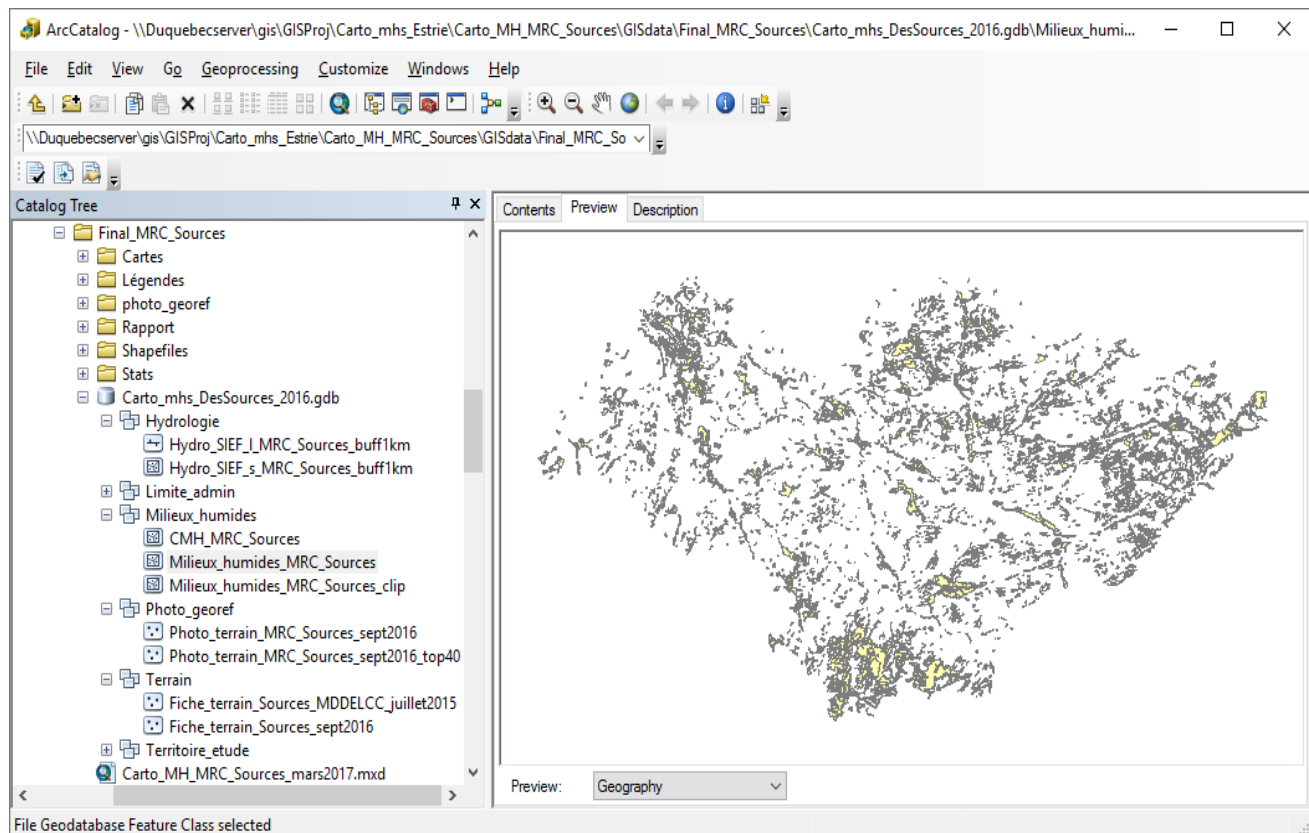 ArcCatalog - \\Duquebecserver\gis\GISProj\Carto_mhs_Estrie\Carto_MH_MRC_Sources\GISdata\Final_MRC_Sources\Carto_mhs_DesSources_2016.gdb\Milieux_humi...
File Edit View Go Geoprocessing Customize Windows Help
\\Duquebecserver\gis\GISProj\Carto_mhs_Estrie\Carto_MH_MRC_Sources\GISdata\Final_MRC_So
Catalog Tree
Final_MRC_Sources
Cartes
Légendes
photo_georef
Rapport
Shapefiles
Stats
Carto_mhs_DesSources_2016.gdb
Hydrologie
Hydro_SIEF_l_MRC_Sources_buff1km
Hydro_SIEF_s_MRC_Sources_buff1km
Limite_admin
Milieux_humides
CMH_MRC_Sources
Milieux_humides_MRC_Sources
Milieux_humides_MRC_Sources_clip
Photo_georef
Photo_terrain_MRC_Sources_sept2016
Photo_terrain_MRC_Sources_sept2016_top40
Terrain
Fiche_terrain_Sources_MDDELCC_juillet2015
Fiche_terrain_Sources_sept2016
Territoire_etude
Carto_MH_MRC_Sources_mars2017.mxd
Contents Preview Description
Preview: Geography
File Geodatabase Feature Class selected